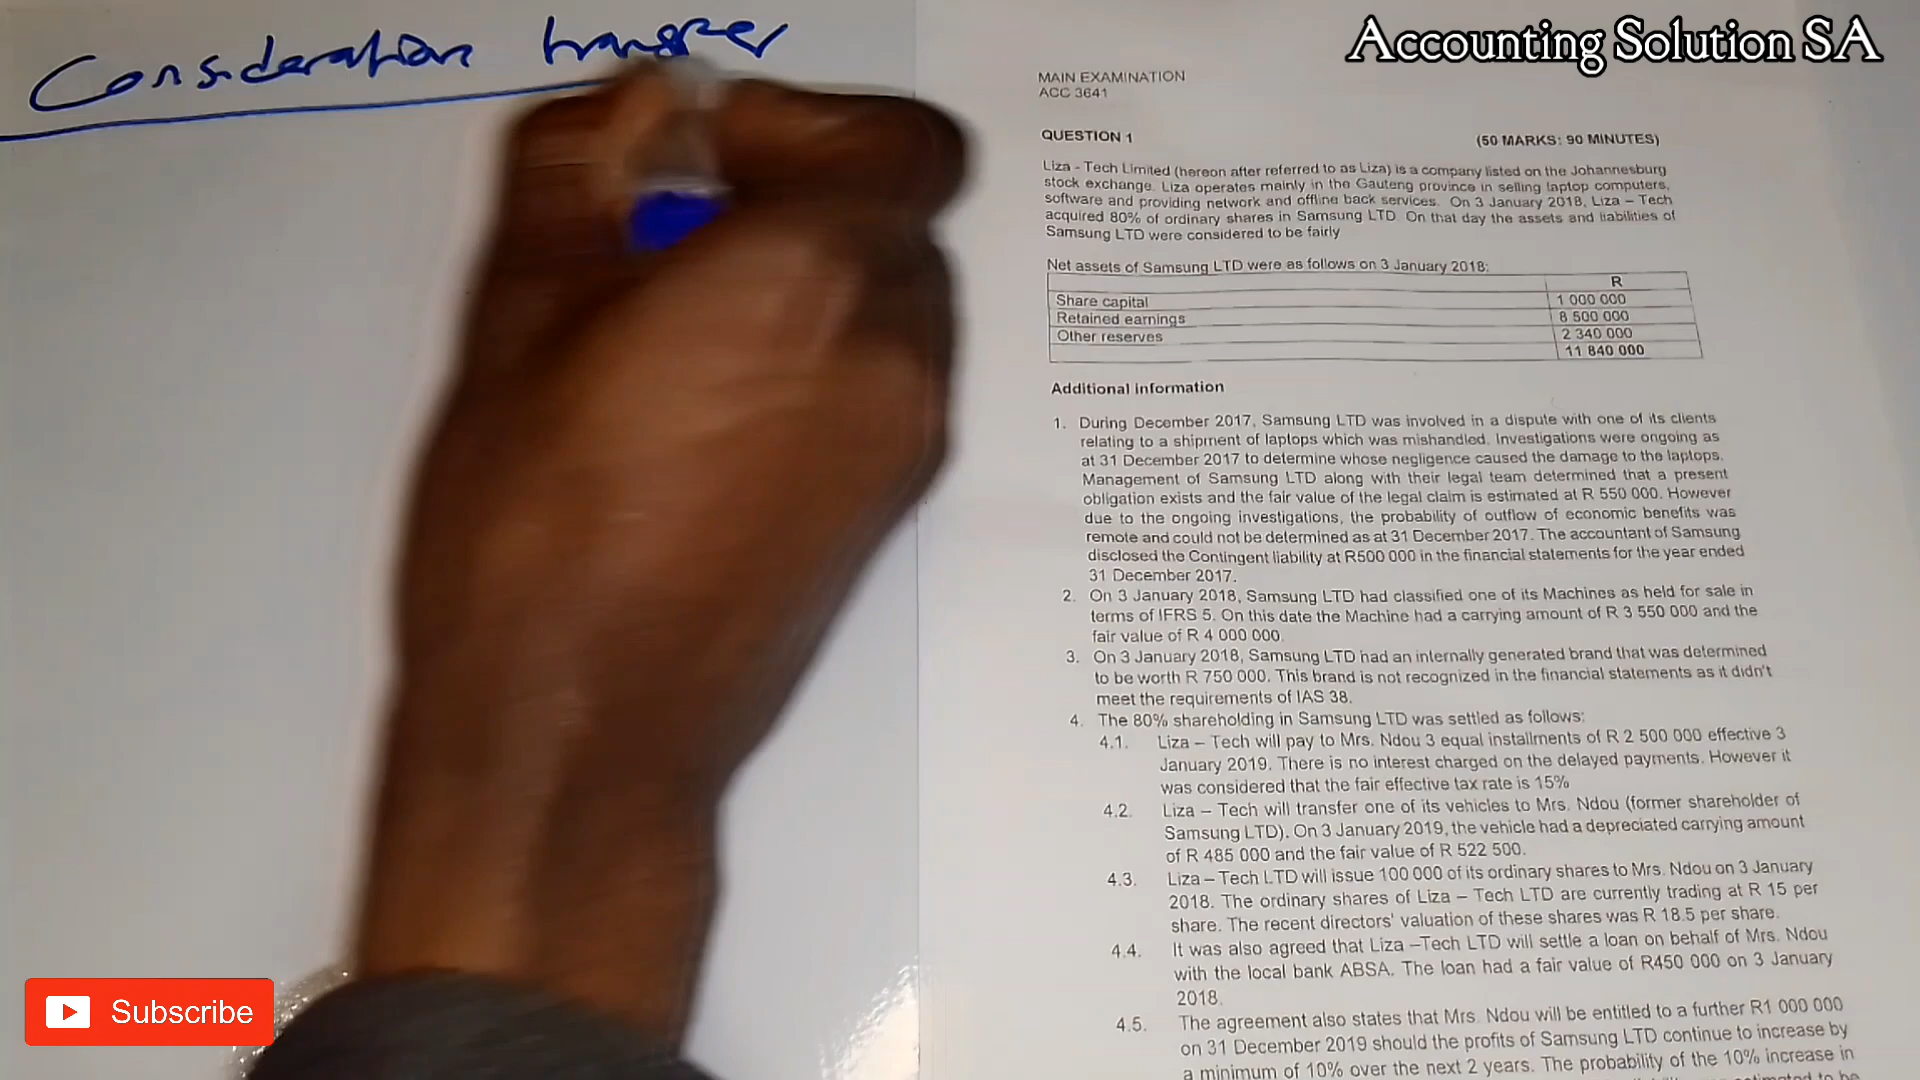 Consideration transfer
Accounting Solution SA
MAIN EXAMINATION
ACC 3641
QUESTION 1 (50 MARKS: 90 MINUTES)
Liza - Tech Limited (hereon after referred to as Liza) is a company listed on the Johannesburg
stock exchange. Liza operates mainly in the Gauteng province in selling laptop computers,
software and providing network and offline back services. On 3 January 2018, Liza – Tech
acquired 80% of ordinary shares in Samsung LTD. On that day the assets and liabilities of
Samsung LTD were considered to be fairly
Net assets of Samsung LTD were as follows on 3 January 2018:
R
Share capital 1 000 000
Retained earnings 8 500 000
Other reserves 2 340 000
11 840 000
Additional information
1. During December 2017, Samsung LTD was involved in a dispute with one of its clients
relating to a shipment of laptops which was mishandled. Investigations were ongoing as
at 31 December 2017 to determine whose negligence caused the damage to the laptops.
Management of Samsung LTD along with their legal team determined that a present
obligation exists and the fair value of the legal claim is estimated at R 550 000. However
due to the ongoing investigations, the probability of outflow of economic benefits was
remote and could not be determined as at 31 December 2017. The accountant of Samsung
disclosed the Contingent liability at R500 000 in the financial statements for the year ended
31 December 2017.
2. On 3 January 2018, Samsung LTD had classified one of its Machines as held for sale in
terms of IFRS 5. On this date the Machine had a carrying amount of R 3 550 000 and the
fair value of R 4 000 000.
3. On 3 January 2018, Samsung LTD had an internally generated brand that was determined
to be worth R 750 000. This brand is not recognized in the financial statements as it didn't
meet the requirements of IAS 38.
4. The 80% shareholding in Samsung LTD was settled as follows:
4.1. Liza – Tech will pay to Mrs. Ndou 3 equal installments of R 2 500 000 effective 3
January 2019. There is no interest charged on the delayed payments. However it
was considered that the fair effective tax rate is 15%
4.2. Liza – Tech will transfer one of its vehicles to Mrs. Ndou (former shareholder of
Samsung LTD). On 3 January 2019, the vehicle had a depreciated carrying amount
of R 485 000 and the fair value of R 522 500.
4.3. Liza – Tech LTD will issue 100 000 of its ordinary shares to Mrs. Ndou on 3 January
2018. The ordinary shares of Liza – Tech LTD are currently trading at R 15 per
share. The recent directors' valuation of these shares was R 18.5 per share.
4.4. It was also agreed that Liza –Tech LTD will settle a loan on behalf of Mrs. Ndou
with the local bank ABSA. The loan had a fair value of R450 000 on 3 January
2018.
4.5. The agreement also states that Mrs. Ndou will be entitled to a further R1 000 000
on 31 December 2019 should the profits of Samsung LTD continue to increase by
a minimum of 10% over the next 2 years. The probability of the 10% increase in
Subscribe